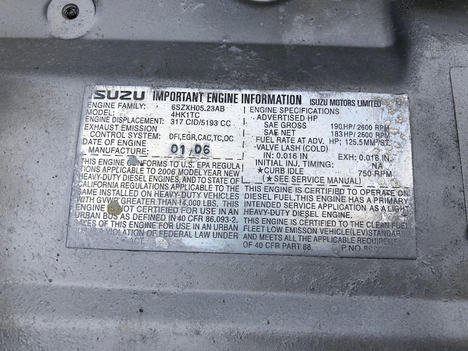 SUZU IMPORTANT ENGINE INFORMATION ISUZU MOTORS LIMITED
ENGINE FAMILY: 6SZXH05.23AB
ENGINE MODEL: 4HK1TC
ENGINE DISPLACEMENT: 317 CID/5193 CC
EXHAUST EMISSION
CONTROL SYSTEM: DFI,EGR,CAC,TC,OC
DATE OF ENGINE
MANUFACTURE: 01 06
THIS ENGINE CONFORMS TO U.S. EPA REGULA
TIONS APPLICABLE TO 2006 MODEL YEAR NEW
HEAVY-DUTY DIESEL ENGINES, AND STATE OF
CALIFORNIA REGULATIONS APPLICABLE TO THE
SAME INSTALLED ON HEAVY-DUTY VEHICLES
WITH GVWR GREATER THAN 14,000 LBS. THIS
ENGINE NOT CERTIFIED FOR USE IN AN
URBAN BUS AS DEFINED IN 40 CFR 86.093-2.
SALES OF THIS ENGINE FOR USE IN AN URBAN
VIOLATION OF FEDERAL LAW UNDER
ACT.
ENGINE SPECIFICATIONS
ADVERTISED HP
SAE GROSS 190HP/2600 RPM
SAE NET 183HP/2600 RPM
FUEL RATE AT ADV. HP: 125.5MM³/ST.
VALVE LASH (COLD)
IN: 0.016 IN EXH: 0.016 IN
INITIAL INJ. TIMING: NA
★CURB IDLE 750 RPM
(★SEE SERVICE MANUAL)
THIS ENGINE IS CERTIFIED TO OPERATE ON
DIESEL FUEL. THIS ENGINE HAS A PRIMARY
INTENDED SERVICE APPLICATION AS A LIGHT
HEAVY-DUTY DIESEL ENGINE.
THIS ENGINE IS CERTIFIED TO THE CLEAN FUEL
FLEET LOW EMISSION VEHICLE(LEV)STANDARD
AND MEETS ALL THE APPLICABLE REQUIREMENT
OF 40 CFR PART 88.
P.NO.